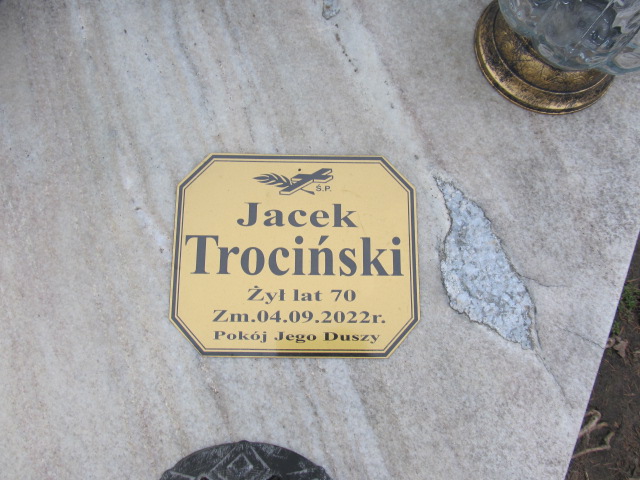 Ś.P.
Jacek
Trociński
Żył lat 70
Zm.04.09.2022r.
Pokój Jego Duszy